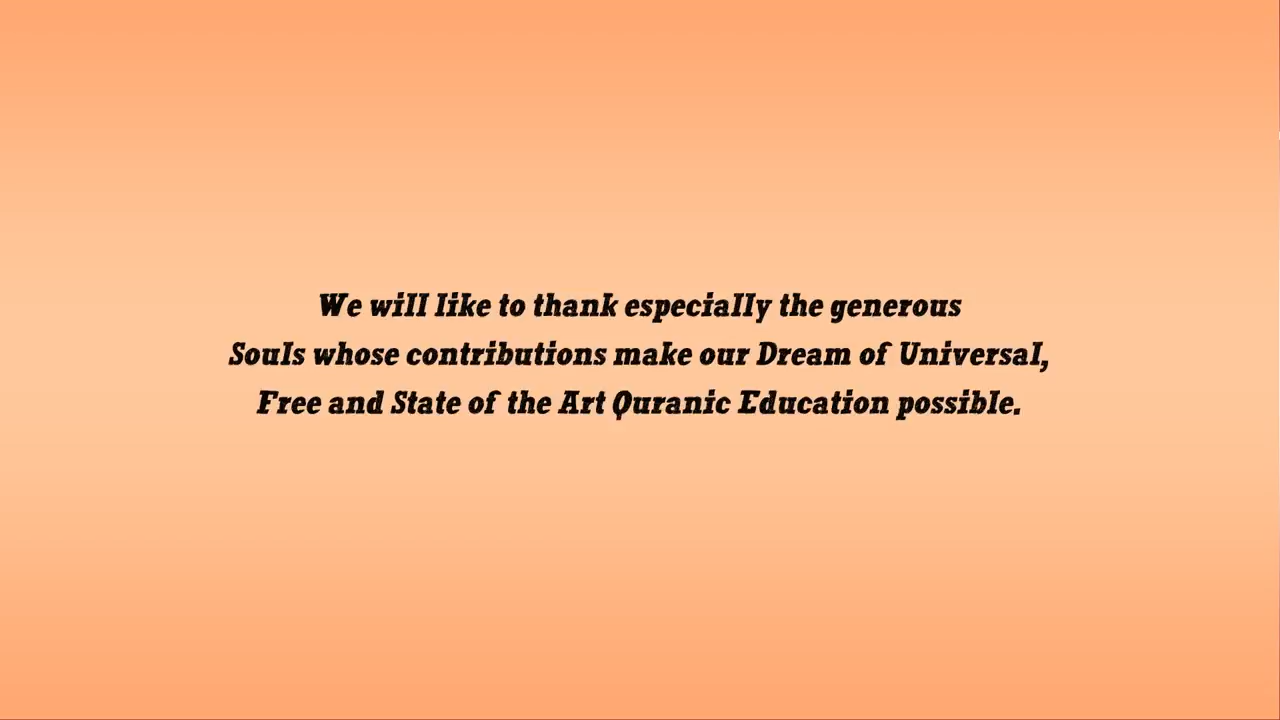 We will like to thank especially the generous
Souls whose contributions make our Dream of Universal,
Free and State of the Art Quranic Education possible.